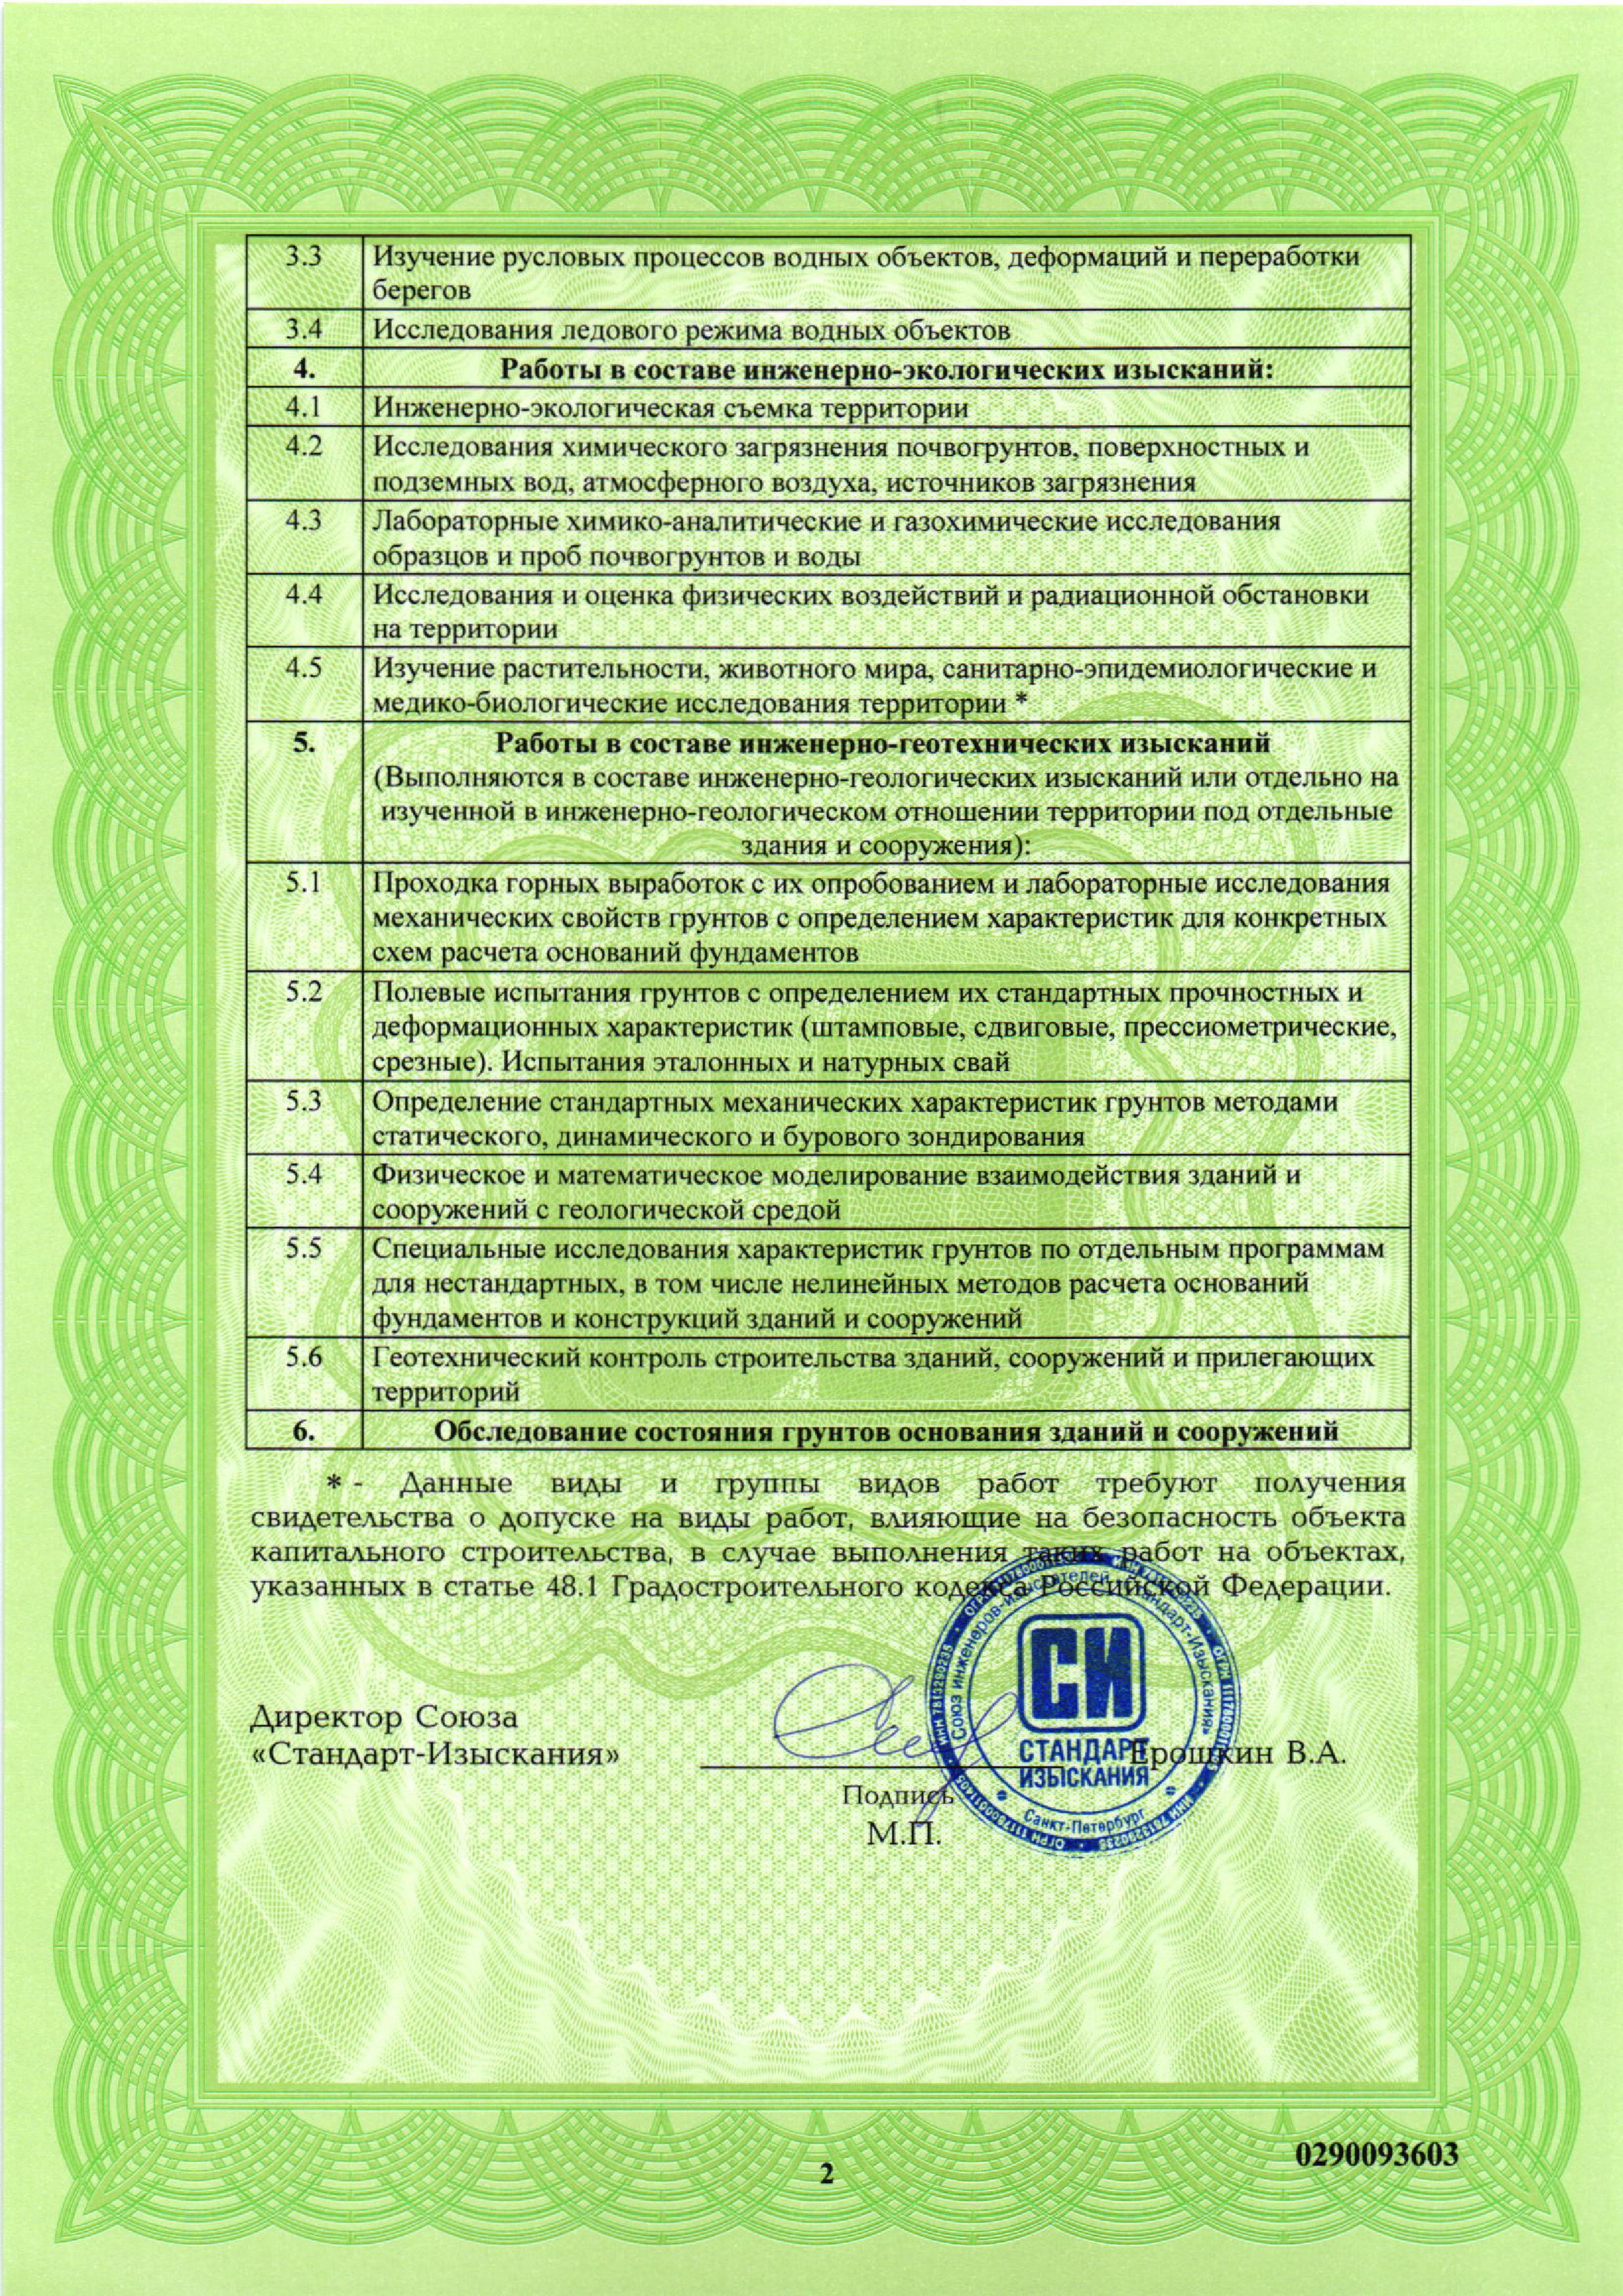 3.3 Изучение русловых процессов водных объектов, деформаций и переработки
берегов
3.4 Исследования ледового режима водных объектов
4. Работы в составе инженерно-экологических изысканий:
4.1 Инженерно-экологическая съемка территории
4.2 Исследования химического загрязнения почвогрунтов, поверхностных и
подземных вод, атмосферного воздуха, источников загрязнения
4.3 Лабораторные химико-аналитические и газохимические исследования
образцов и проб почвогрунтов и воды
4.4 Исследования и оценка физических воздействий и радиационной обстановки
на территории
4.5 Изучение растительности, животного мира, санитарно-эпидемиологические и
медико-биологические исследования территории *
5. Работы в составе инженерно-геотехнических изысканий
(Выполняются в составе инженерно-геологических изысканий или отдельно на
изученной в инженерно-геологическом отношении территории под отдельные
здания и сооружения):
5.1 Проходка горных выработок с их опробованием и лабораторные исследования
механических свойств грунтов с определением характеристик для конкретных
схем расчета оснований фундаментов
5.2 Полевые испытания грунтов с определением их стандартных прочностных и
деформационных характеристик (штамповые, сдвиговые, прессиометрические,
срезные). Испытания эталонных и натурных свай
5.3 Определение стандартных механических характеристик грунтов методами
статического, динамического и бурового зондирования
5.4 Физическое и математическое моделирование взаимодействия зданий и
сооружений с геологической средой
5.5 Специальные исследования характеристик грунтов по отдельным программам
для нестандартных, в том числе нелинейных методов расчета оснований
фундаментов и конструкций зданий и сооружений
5.6 Геотехнический контроль строительства зданий, сооружений и прилегающих
территорий
6. Обследование состояния грунтов основания зданий и сооружений
* - Данные виды и группы видов работ требуют получения
свидетельства о допуске на виды работ, влияющие на безопасность объекта
капитального строительства, в случае выполнения таких работ на объектах,
указанных в статье 48.1 Градостроительного кодекса Российской Федерации.
Директор Союза
«Стандарт-Изыскания» Ерошкин В.А.
Подпись
М.П.
Союз инженеров-изыскателей «Стандарт-Изыскания»
СИ
СТАНДАРТ
ИЗЫСКАНИЯ
Санкт-Петербург
0290093603
2